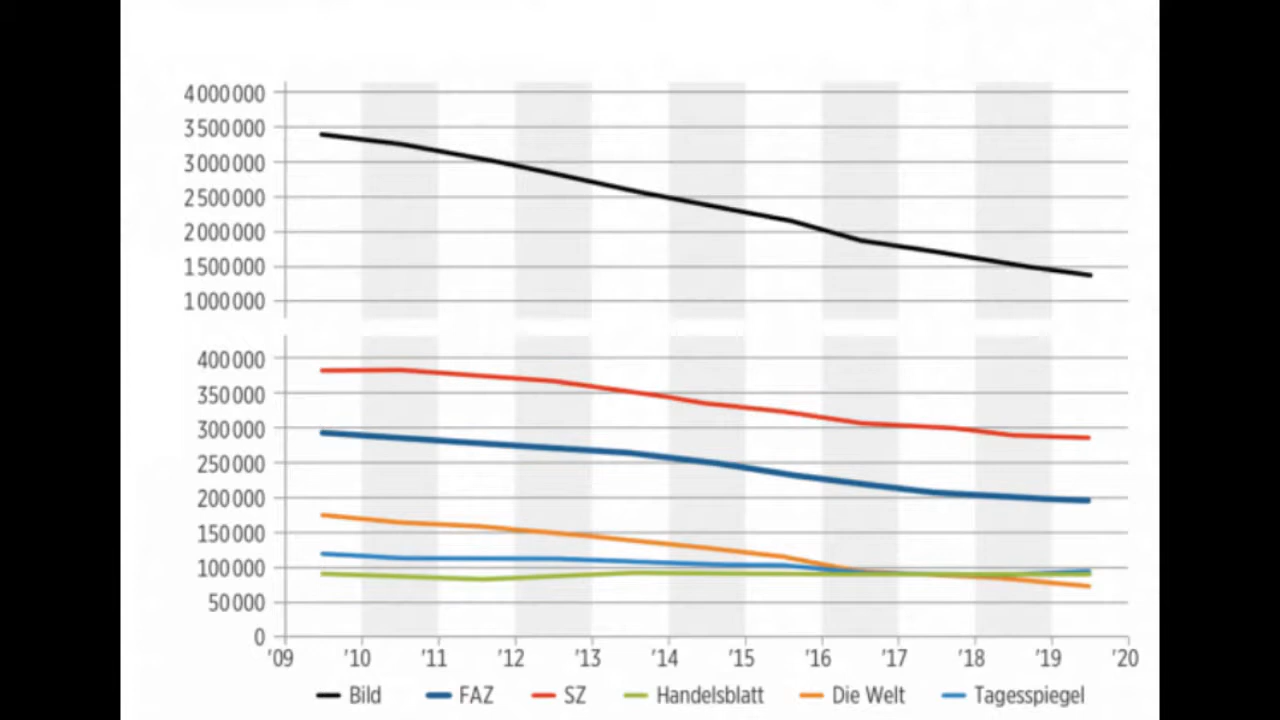 4 000 000
3 500 000
3 000 000
2 500 000
2 000 000
1 500 000
1 000 000
400 000
350 000
300 000
250 000
200 000
150 000
100 000
50 000
0
'09 '10 '11 '12 '13 '14 '15 '16 '17 '18 '19 '20
Bild FAZ SZ Handelsblatt Die Welt Tagesspiegel